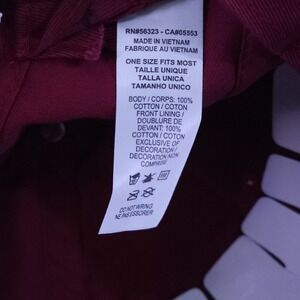 RN#56323 - CA#05553
MADE IN VIETNAM
FABRIQUE AU VIETNAM
ONE SIZE FITS MOST
TAILLE UNIQUE
TALLA UNICA
TAMANHO UNICO
BODY / CORPS: 100%
COTTON / COTON
FRONT LINING /
DOUBLURE DE
DEVANT: 100%
COTTON / COTON
EXCLUSIVE OF
DECORATION /
DECORATION NON
COMPRISE
DO NOT WRING
NE PAS ESSORER